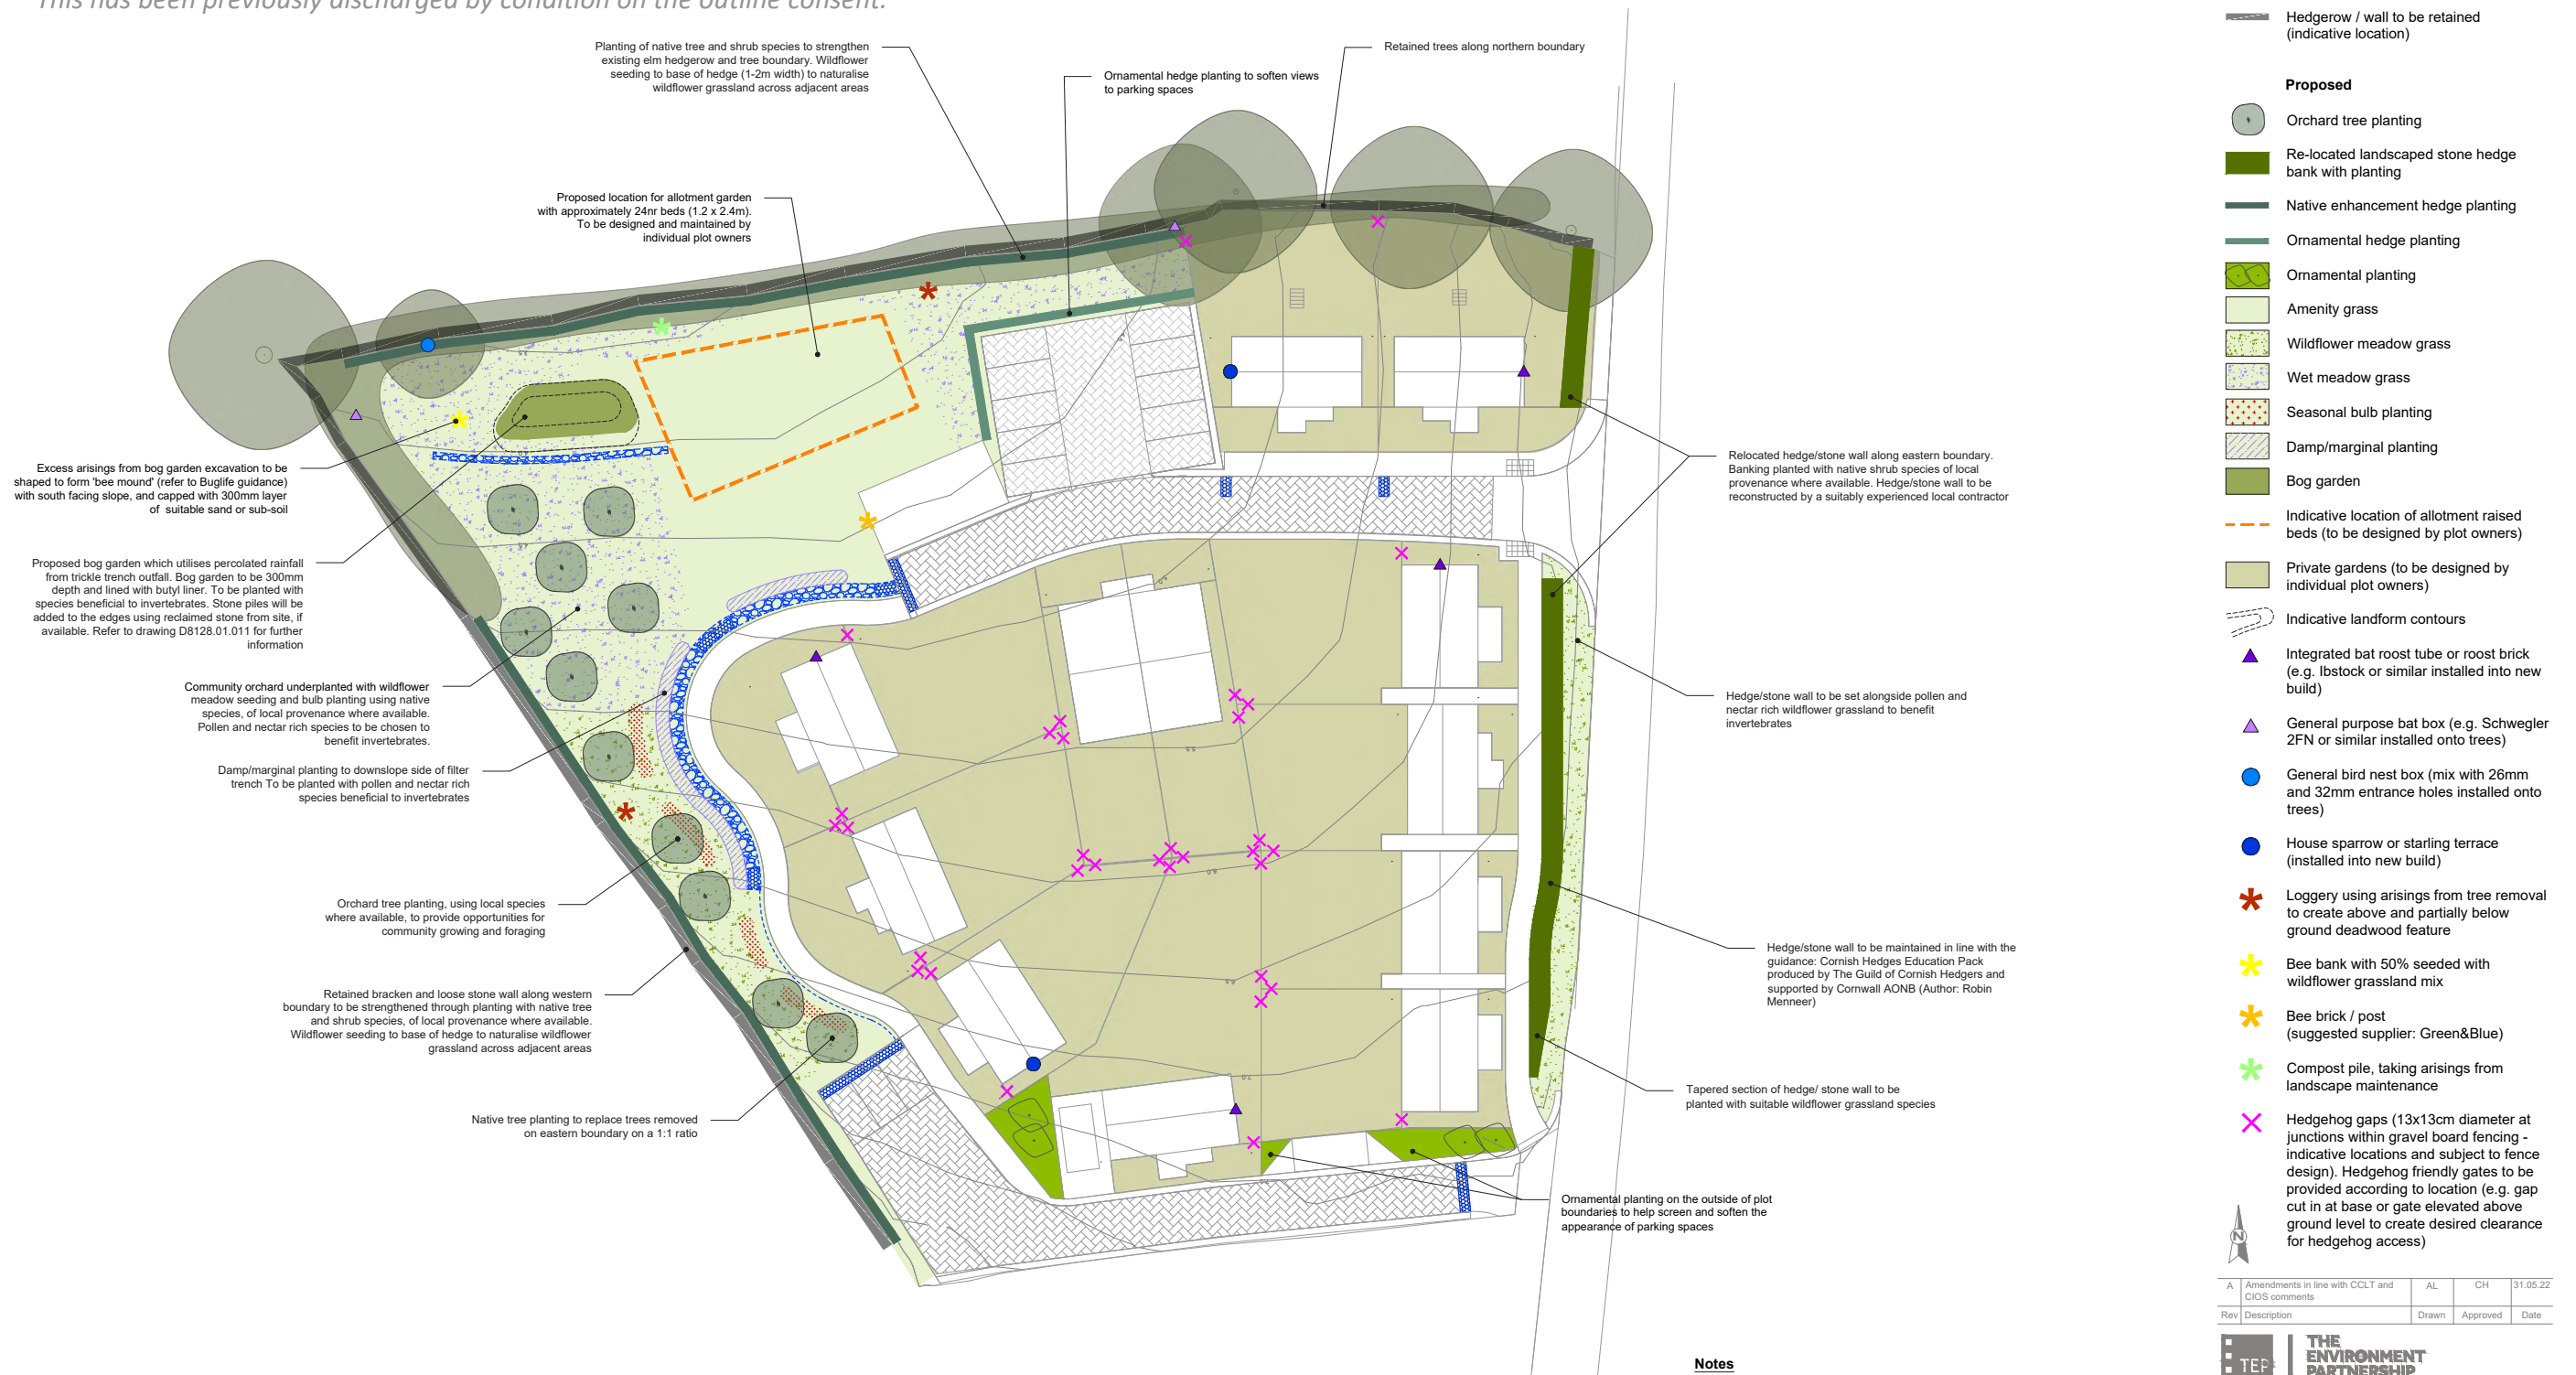 This has been previously discharged by condition on the outline consent.
Planting of native tree and shrub species to strengthen
existing elm hedgerow and tree boundary. Wildflower
seeding to base of hedge (1-2m width) to naturalise
wildflower grassland across adjacent areas
Retained trees along northern boundary
Ornamental hedge planting to soften views
to parking spaces
Proposed location for allotment garden
with approximately 24nr beds (1.2 x 2.4m).
To be designed and maintained by
individual plot owners
Excess arisings from bog garden excavation to be
shaped to form 'bee mound' (refer to Buglife guidance)
with south facing slope, and capped with 300mm layer
of suitable sand or sub-soil
Proposed bog garden which utilises percolated rainfall
from trickle trench outfall. Bog garden to be 300mm
depth and lined with butyl liner. To be planted with
species beneficial to invertebrates. Stone piles will be
added to the edges using reclaimed stone from site, if
available. Refer to drawing D8128.01.011 for further
information
Community orchard underplanted with wildflower
meadow seeding and bulb planting using native
species, of local provenance where available.
Pollen and nectar rich species to be chosen to
benefit invertebrates.
Damp/marginal planting to downslope side of filter
trench To be planted with pollen and nectar rich
species beneficial to invertebrates
Orchard tree planting, using local species
where available, to provide opportunities for
community growing and foraging
Retained bracken and loose stone wall along western
boundary to be strengthened through planting with native tree
and shrub species, of local provenance where available.
Wildflower seeding to base of hedge to naturalise wildflower
grassland across adjacent areas
Native tree planting to replace trees removed
on eastern boundary on a 1:1 ratio
Relocated hedge/stone wall along eastern boundary.
Banking planted with native shrub species of local
provenance where available. Hedge/stone wall to be
reconstructed by a suitably experienced local contractor
Hedge/stone wall to be set alongside pollen and
nectar rich wildflower grassland to benefit
invertebrates
Hedge/stone wall to be maintained in line with the
guidance: Cornish Hedges Education Pack
produced by The Guild of Cornish Hedgers and
supported by Cornwall AONB (Author: Robin
Menneer)
Tapered section of hedge/ stone wall to be
planted with suitable wildflower grassland species
Ornamental planting on the outside of plot
boundaries to help screen and soften the
appearance of parking spaces
Notes
Hedgerow / wall to be retained
(indicative location)
Proposed
Orchard tree planting
Re-located landscaped stone hedge
bank with planting
Native enhancement hedge planting
Ornamental hedge planting
Ornamental planting
Amenity grass
Wildflower meadow grass
Wet meadow grass
Seasonal bulb planting
Damp/marginal planting
Bog garden
Indicative location of allotment raised
beds (to be designed by plot owners)
Private gardens (to be designed by
individual plot owners)
Indicative landform contours
Integrated bat roost tube or roost brick
(e.g. Ibstock or similar installed into new
build)
General purpose bat box (e.g. Schwegler
2FN or similar installed onto trees)
General bird nest box (mix with 26mm
and 32mm entrance holes installed onto
trees)
House sparrow or starling terrace
(installed into new build)
Loggery using arisings from tree removal
to create above and partially below
ground deadwood feature
Bee bank with 50% seeded with
wildflower grassland mix
Bee brick / post
(suggested supplier: Green&Blue)
Compost pile, taking arisings from
landscape maintenance
Hedgehog gaps (13x13cm diameter at
junctions within gravel board fencing -
indicative locations and subject to fence
design). Hedgehog friendly gates to be
provided according to location (e.g. gap
cut in at base or gate elevated above
ground level to create desired clearance
for hedgehog access)
N
A Amendments in line with CCLT and CIOS comments AL CH 31.05.22
Rev Description Drawn Approved Date
TEP
THE
ENVIRONMENT
PARTNERSHIP